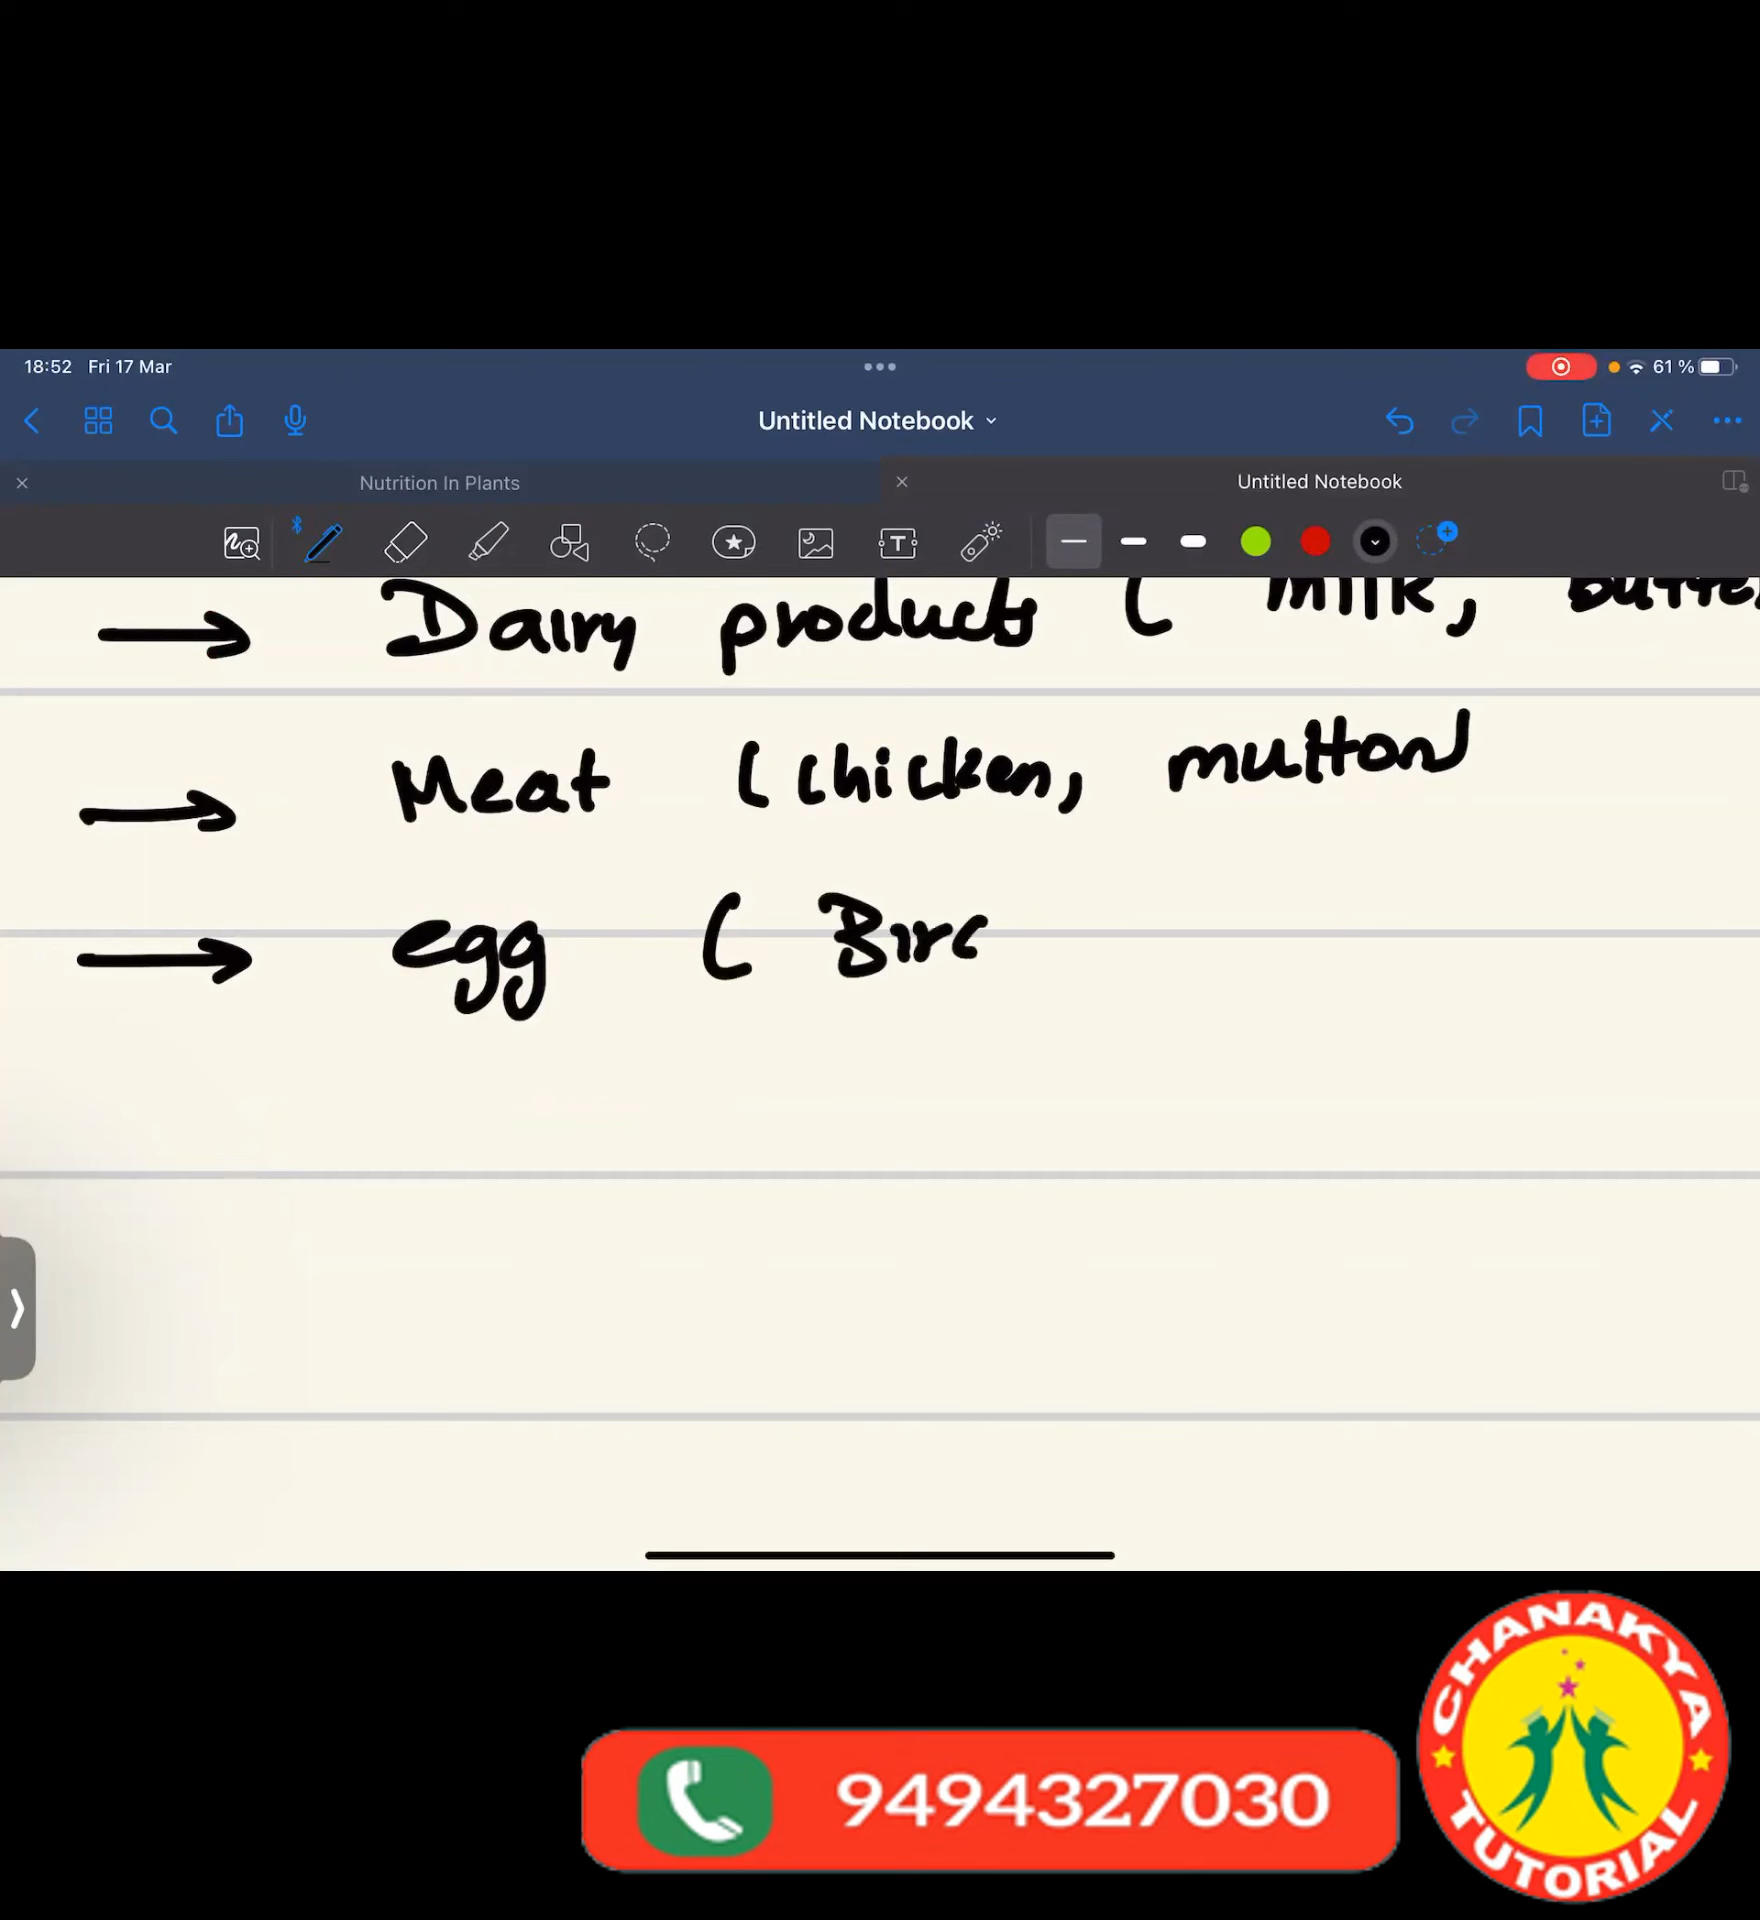 18:52 Fri 17 Mar
61 %
Untitled Notebook
Nutrition In Plants
Untitled Notebook
T
→ Dairy products ( milk,
→ Meat (chicken, mutton)
→ egg ( Birc
9494327030
CHANAKYA
TUTORIAL